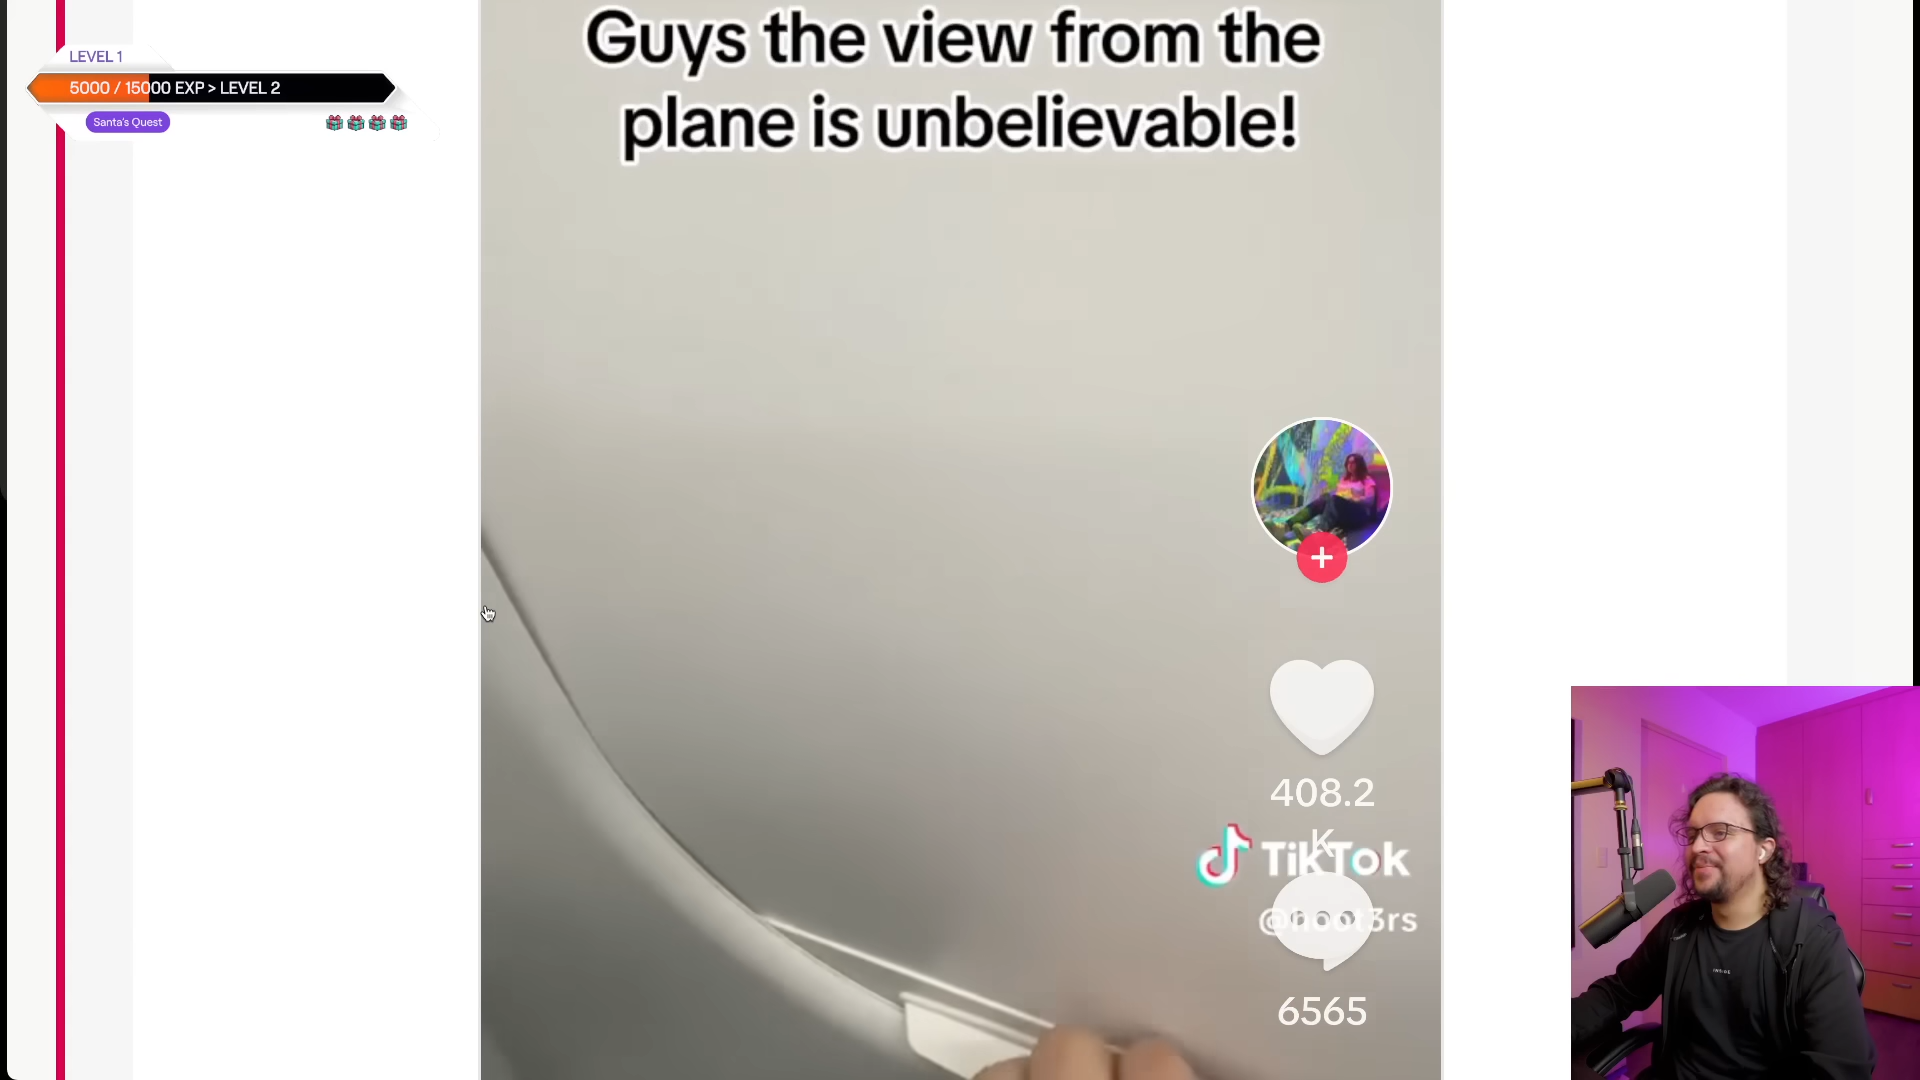 LEVEL 1
5000 / 15000 EXP > LEVEL 2
Santa's Quest
Guys the view from the
plane is unbelievable!
408.2
K
TikTok
@hoot3rs
6565